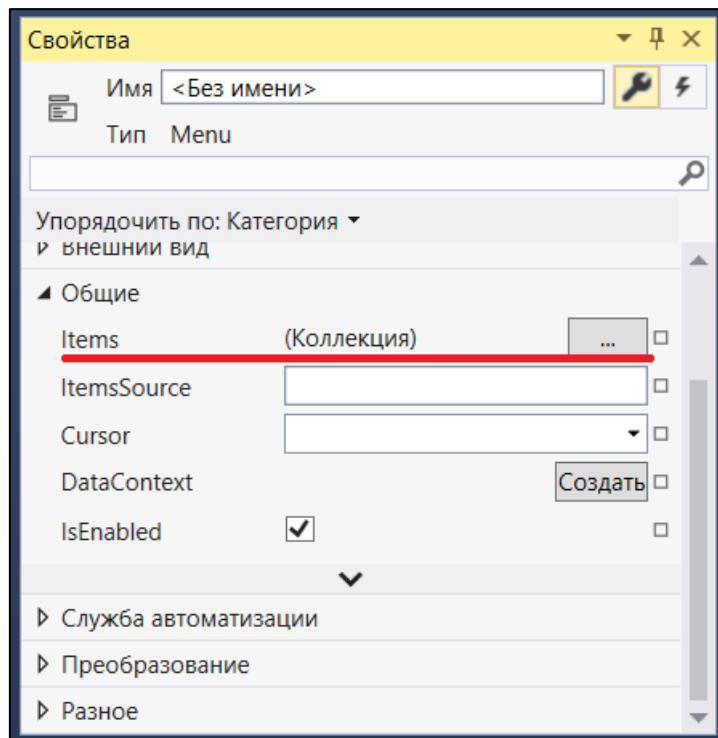 Свойства
Имя <Без имени>
Тип Menu
Упорядочить по: Категория
Внешний вид
Общие
Items (Коллекция) ...
ItemsSource
Cursor
DataContext Создать
IsEnabled
Служба автоматизации
Преобразование
Разное